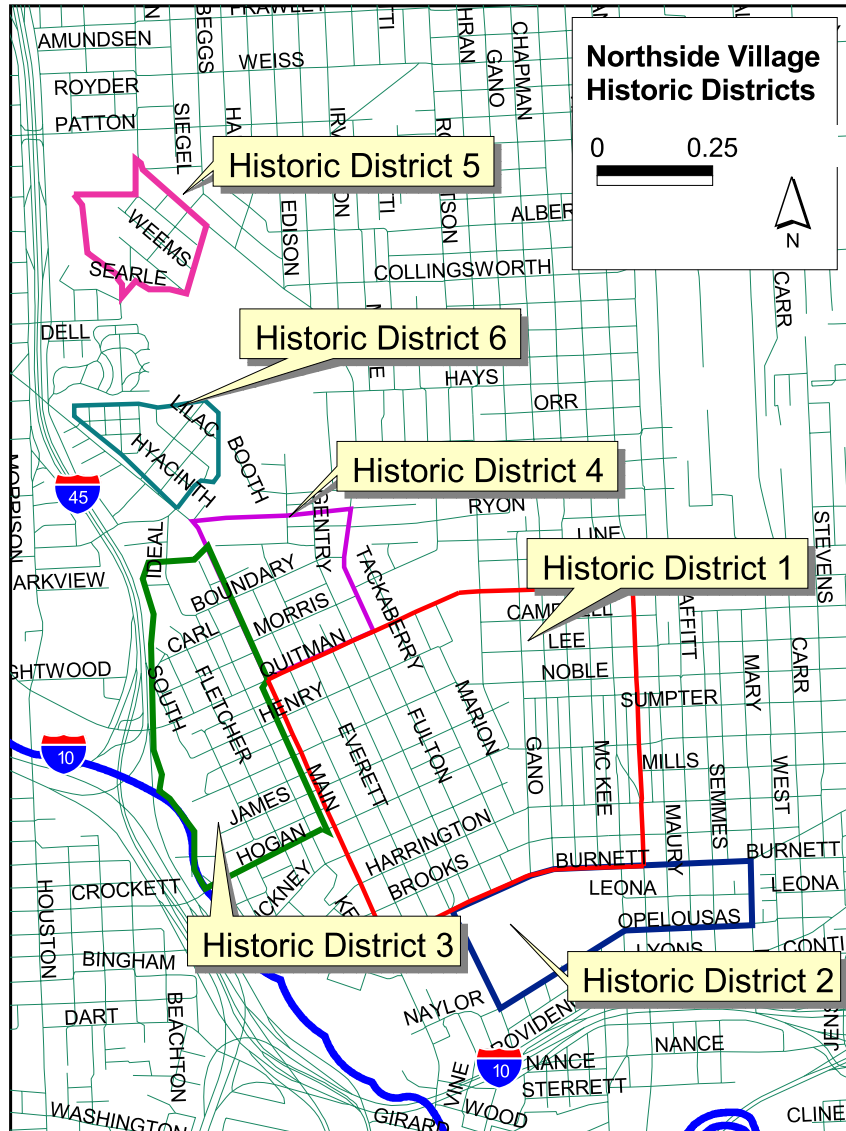 Northside Village
Historic Districts
0 0.25
N
AMUNDSEN
BEGGS
WEISS
GANO
CHAPMAN
ROYDER
PATTON
SIEGEL
Historic District 5
WEEMS
SEARLE
EDISON
COLLINGSWORTH
CARR
DELL
Historic District 6
HAYS
ORR
LILAC
HYACINTH
BOOTH
Historic District 4
45
MORRISON
RYON
GENTRY
STEVENS
IDEAL
Historic District 1
BOUNDARY
TACKABERRY
MORRIS
CARL
QUITMAN
LEE
NOBLE
SOUTH
FLETCHER
HENRY
MARION
SUMPTER
MARY
CARR
EVERETT
FULTON
GANO
MC KEE
MILLS
SEMMES
WEST
10
MAIN
JAMES
HOGAN
HARRINGTON
BROOKS
MAURY
BURNETT
BURNETT
LEONA
LEONA
CROCKETT
HOUSTON
OPELOUSAS
Historic District 3
BINGHAM
Historic District 2
DART
BEACHTON
NAYLOR
NANCE
10
NANCE
VINE
STERRETT
WASHINGTON
GIRARD
WOOD
CLINE